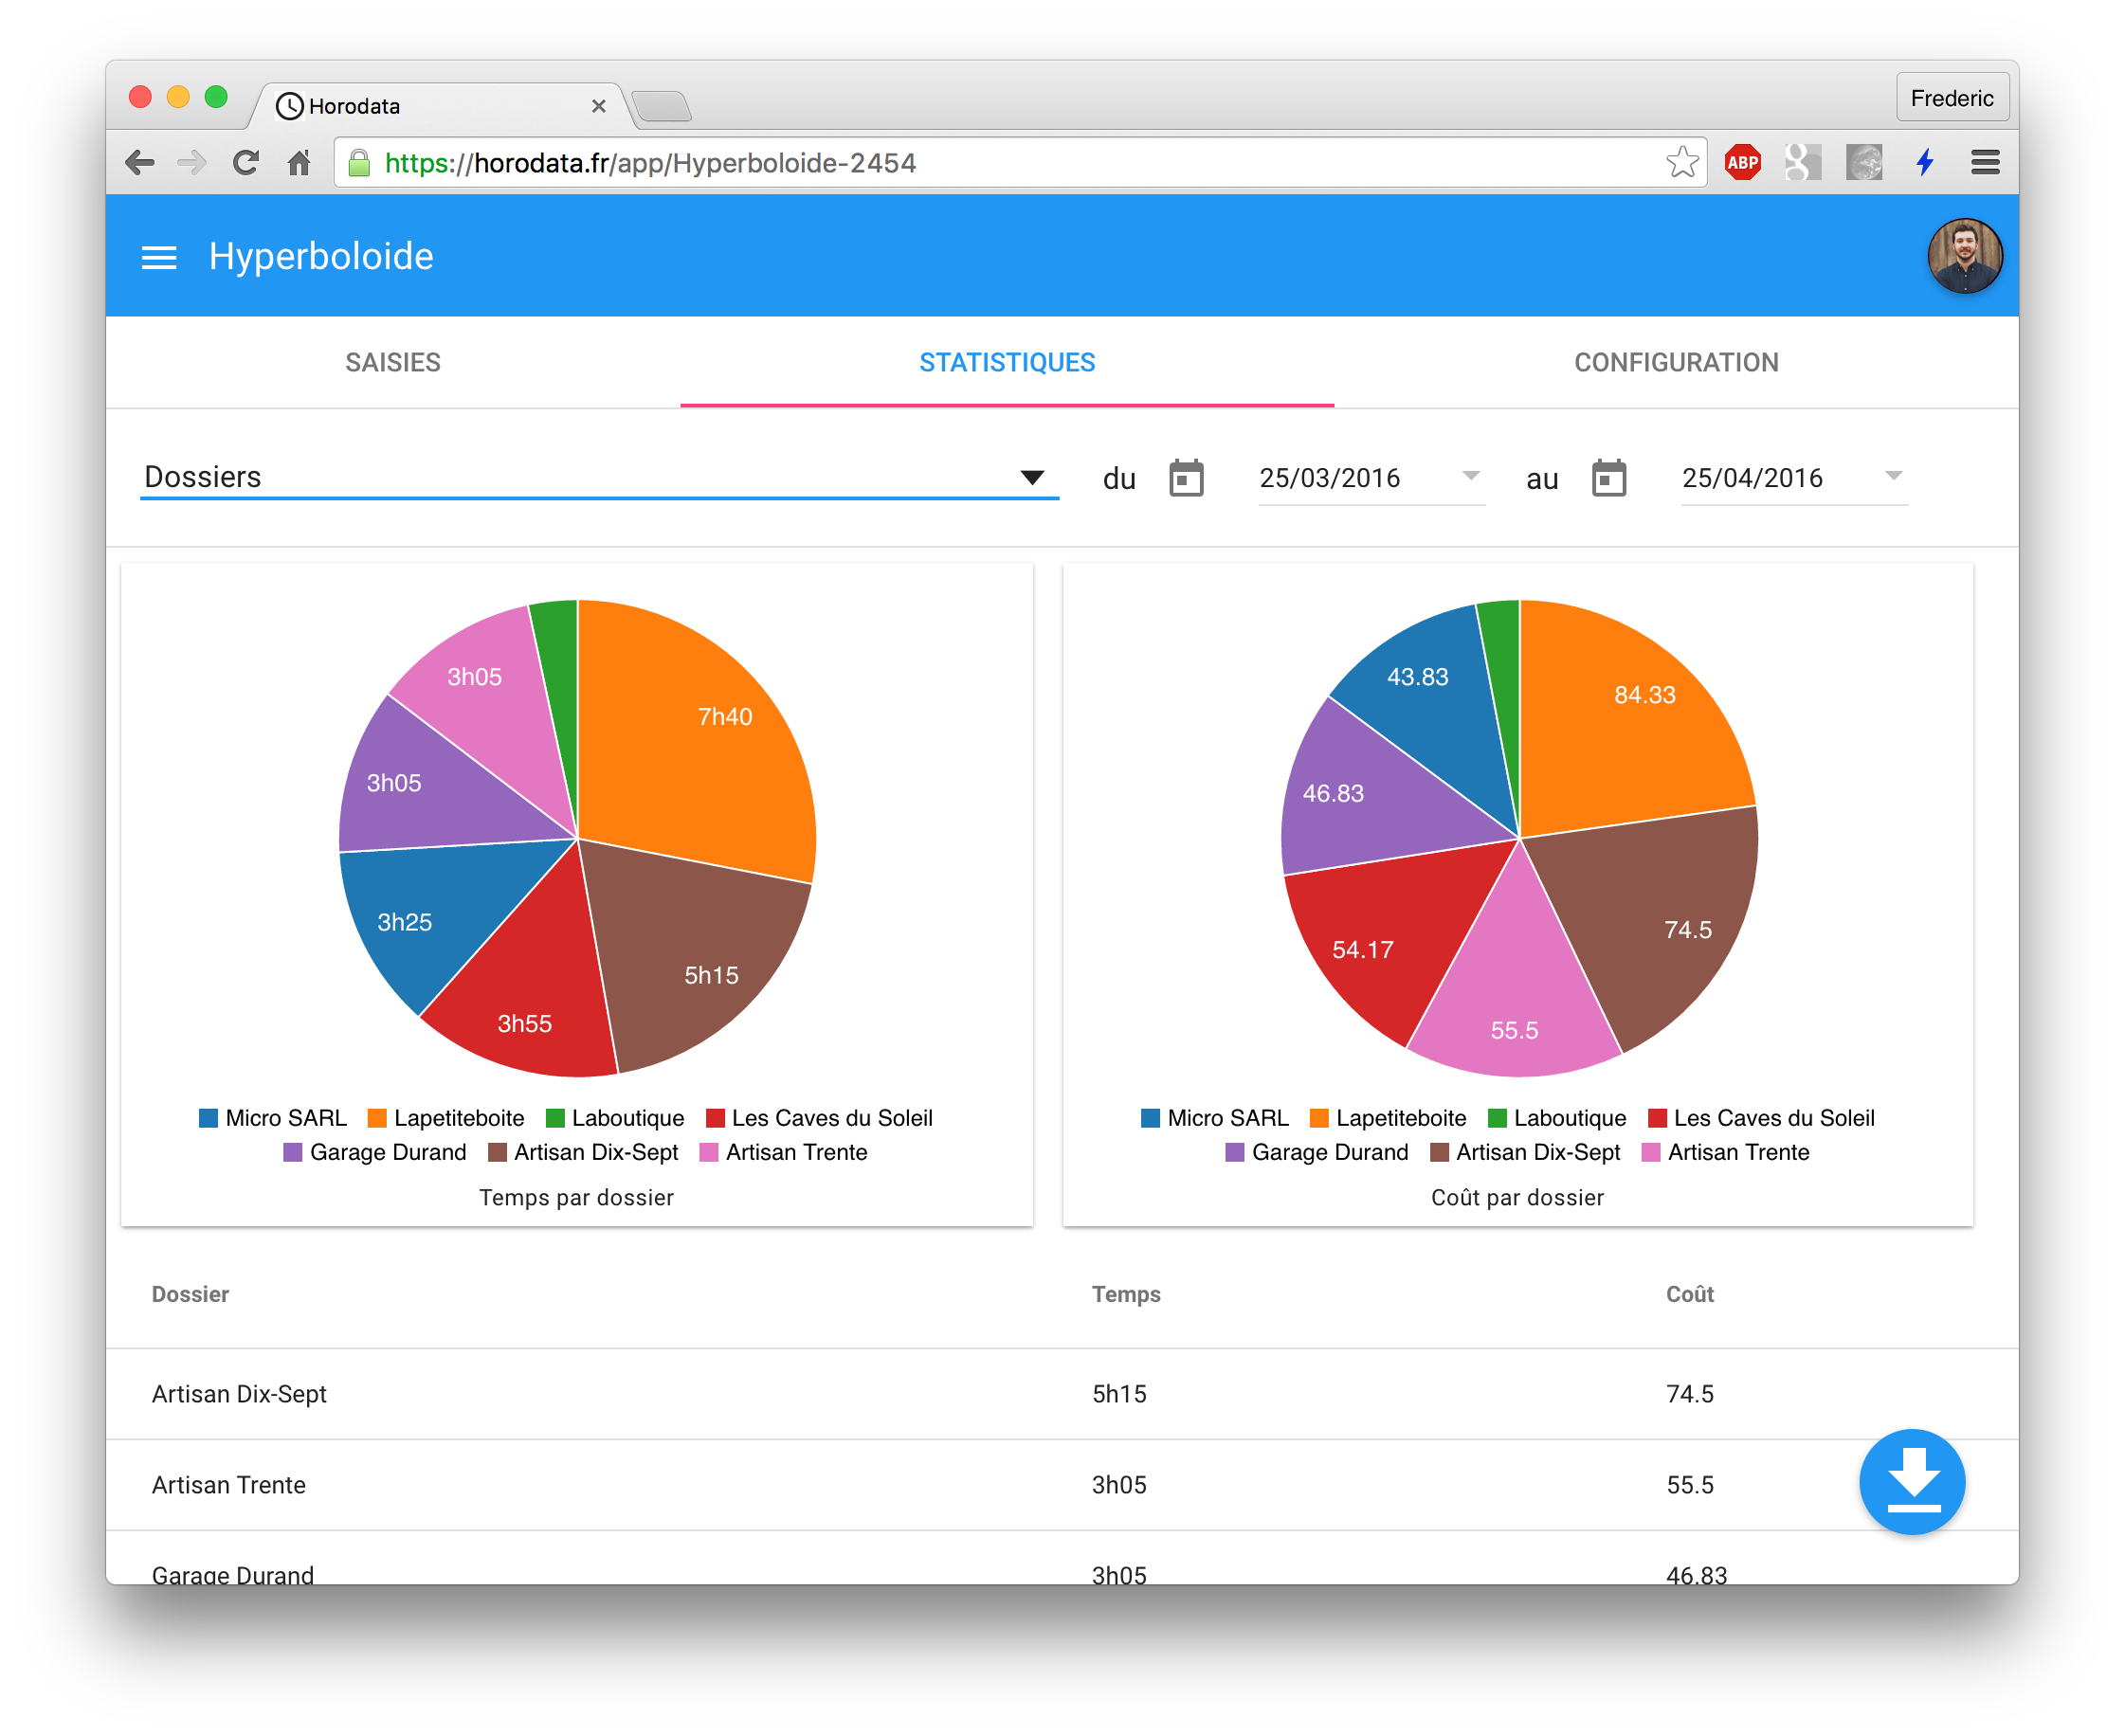 Horodata
Frederic
https://horodata.fr/app/Hyperboloide-2454
ABP
g
Hyperboloide
SAISIES STATISTIQUES CONFIGURATION
Dossiers du 25/03/2016 au 25/04/2016
7h40
5h15
3h55
3h25
3h05
3h05
Micro SARL Lapetiteboite Laboutique Les Caves du Soleil
Garage Durand Artisan Dix-Sept Artisan Trente
Temps par dossier
84.33
74.5
55.5
54.17
46.83
43.83
Micro SARL Lapetiteboite Laboutique Les Caves du Soleil
Garage Durand Artisan Dix-Sept Artisan Trente
Coût par dossier
Dossier Temps Coût
Artisan Dix-Sept 5h15 74.5
Artisan Trente 3h05 55.5
Garage Durand 3h05 46.83